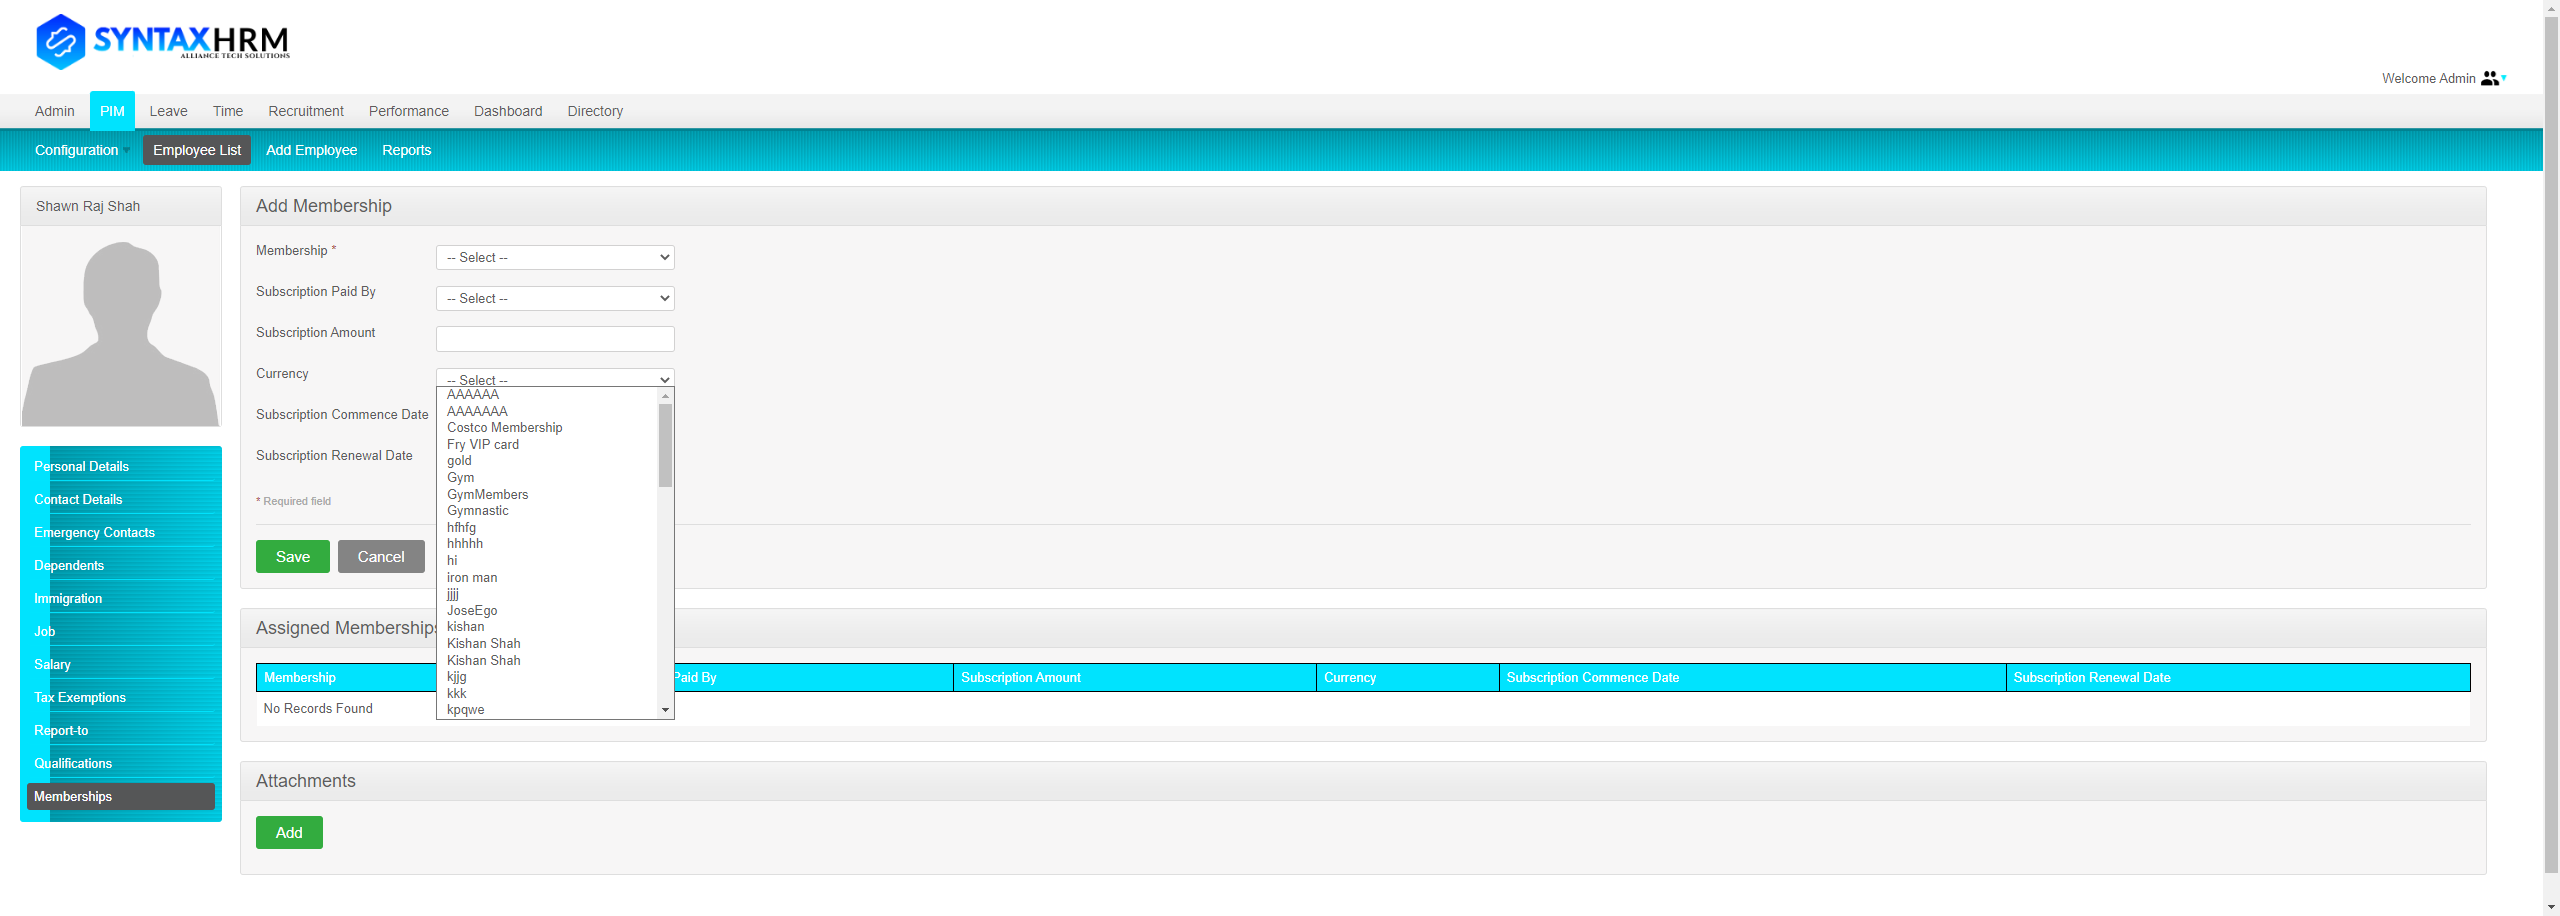 SYNTAXHRM
ALLIANCE TECH SOLUTIONS
Welcome Admin
Admin PIM Leave Time Recruitment Performance Dashboard Directory
Configuration Employee List Add Employee Reports
Shawn Raj Shah
Personal Details
Contact Details
Emergency Contacts
Dependents
Immigration
Job
Salary
Tax Exemptions
Report-to
Qualifications
Memberships
Add Membership
Membership * -- Select --
Subscription Paid By -- Select --
Subscription Amount
Currency -- Select --
Subscription Commence Date
Subscription Renewal Date
AAAAAA
AAAAAAA
Costco Membership
Fry VIP card
gold
Gym
GymMembers
Gymnastic
hfhfg
hhhhh
hi
iron man
jjjj
JoseEgo
kishan
Kishan Shah
Kishan Shah
kjjg
kkk
kpqwe
* Required field
Save Cancel
Assigned Memberships
Membership Paid By Subscription Amount Currency Subscription Commence Date Subscription Renewal Date
No Records Found
Attachments
Add